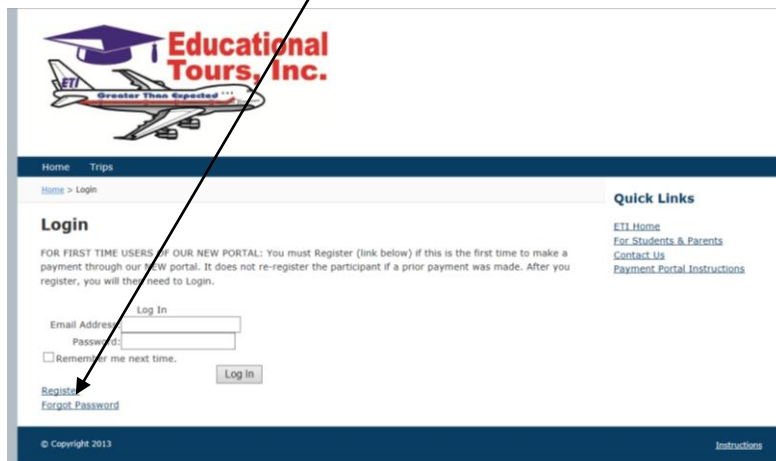 Educational
Tours, Inc.
ETI
Greater Than Expected ...
Home Trips
Home > Login
Login
FOR FIRST TIME USERS OF OUR NEW PORTAL: You must Register (link below) if this is the first time to make a
payment through our NEW portal. It does not re-register the participant if a prior payment was made. After you
register, you will then need to Login.
Log In
Email Address:
Password:
Remember me next time.
Log In
Register
Forgot Password
Quick Links
ETI Home
For Students & Parents
Contact Us
Payment Portal Instructions
© Copyright 2013
Instructions